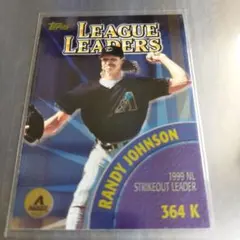 Topps
LEAGUE
LEADERS
RANDY JOHNSON
1999 NL
STRIKEOUT LEADER
364 K